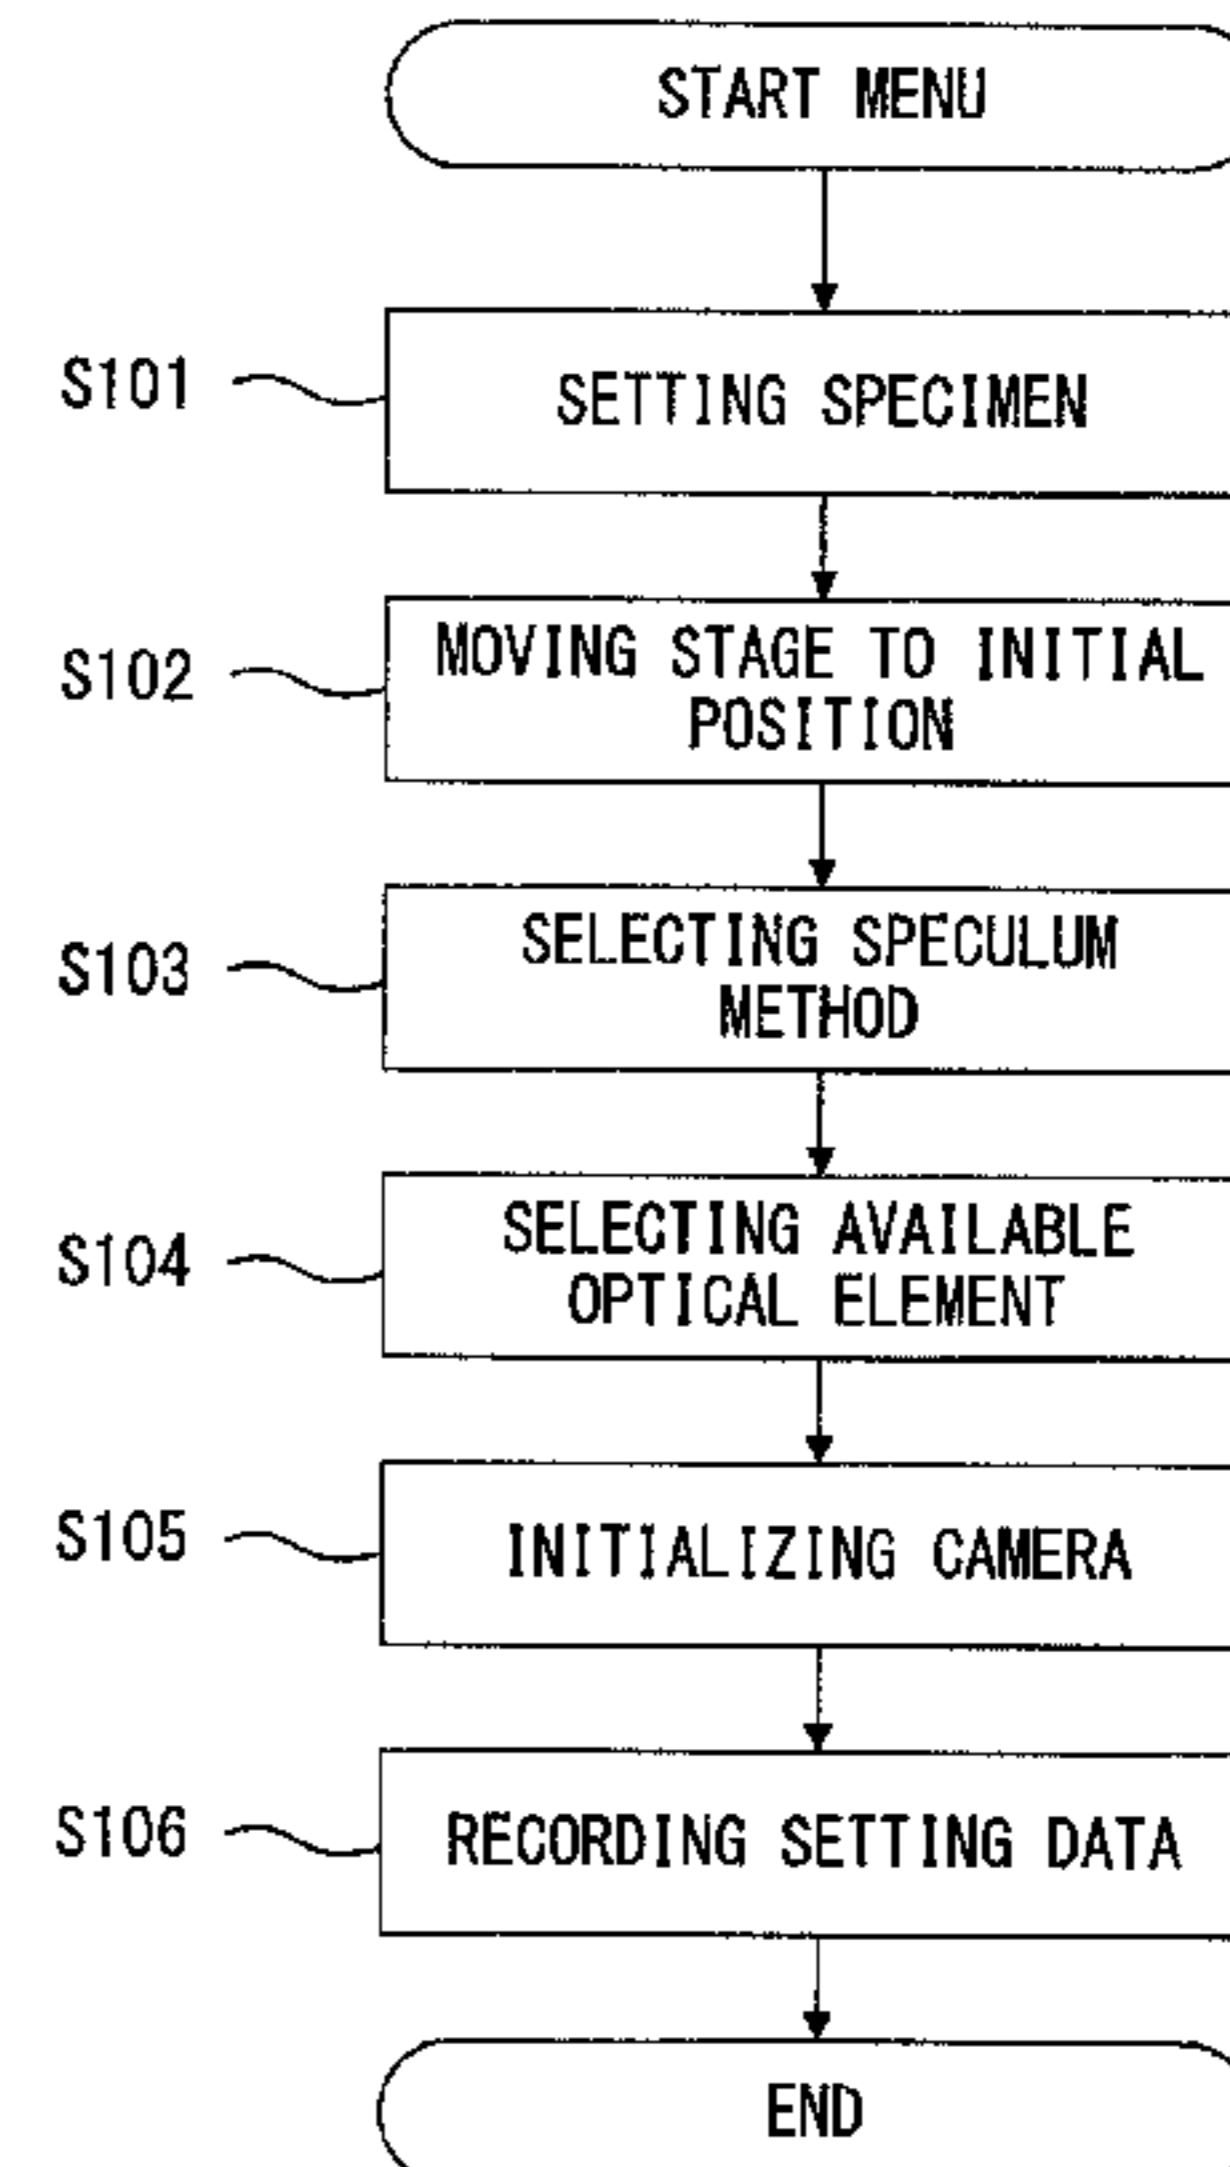 START MENU
S101
SETTING SPECIMEN
S102
MOVING STAGE TO INITIAL
POSITION
S103
SELECTING SPECULUM
METHOD
S104
SELECTING AVAILABLE
OPTICAL ELEMENT
S105
INITIALIZING CAMERA
S106
RECORDING SETTING DATA
END